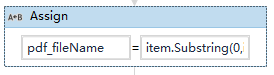 A+B Assign
pdf_fileName = item.Substring(0,